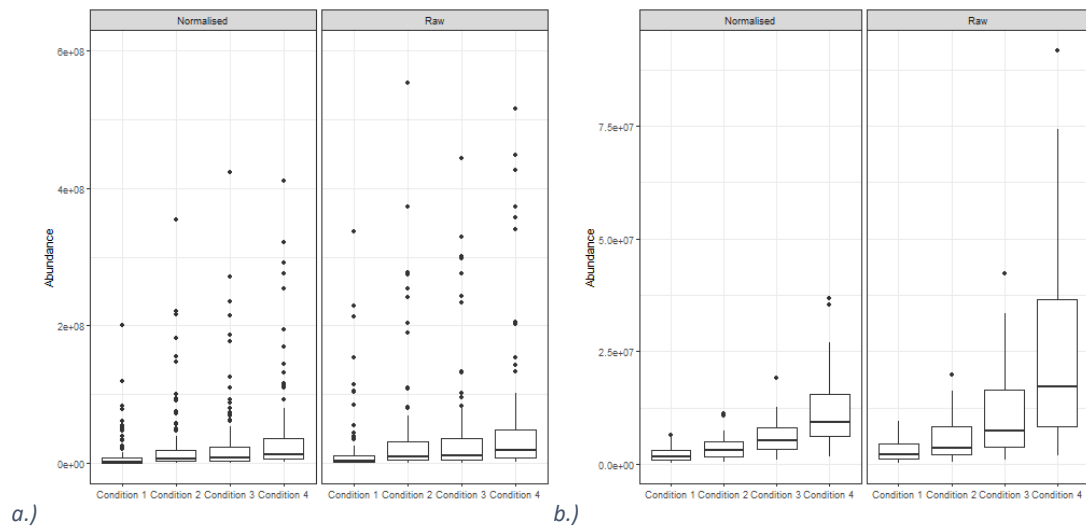 Normalised Raw
6e+08
4e+08
2e+08
0e+00
Abundance
Condition 1 Condition 2 Condition 3 Condition 4 Condition 1 Condition 2 Condition 3 Condition 4
a.)
Normalised Raw
7.5e+07
5.0e+07
2.5e+07
0.0e+00
Abundance
Condition 1 Condition 2 Condition 3 Condition 4 Condition 1 Condition 2 Condition 3 Condition 4
b.)